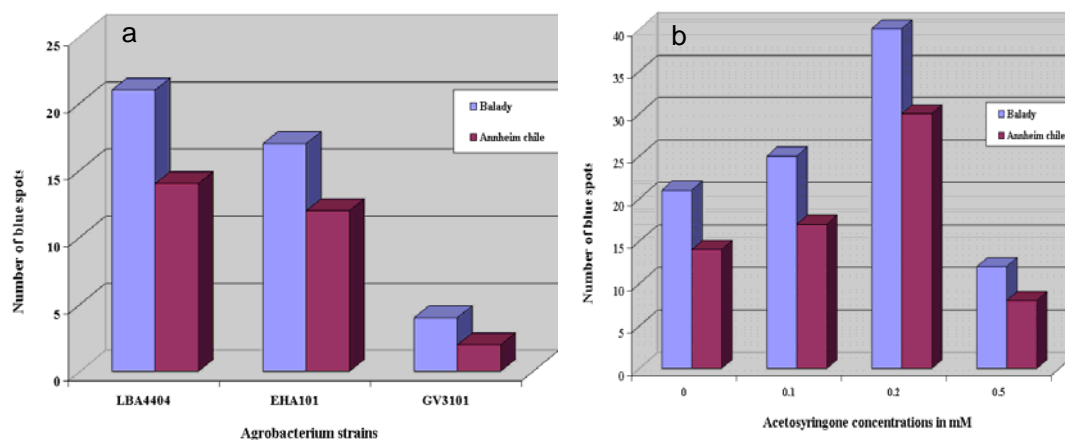 a
25
20
15
10
5
0
Number of blue spots
Balady
Annheim chile
LBA4404 EHA101 GV3101
Agrobacterium strains
b
40
35
30
25
20
15
10
5
0
Number of blue spots
Balady
Annheim chile
0 0.1 0.2 0.5
Acetosyringone concentrations in mM